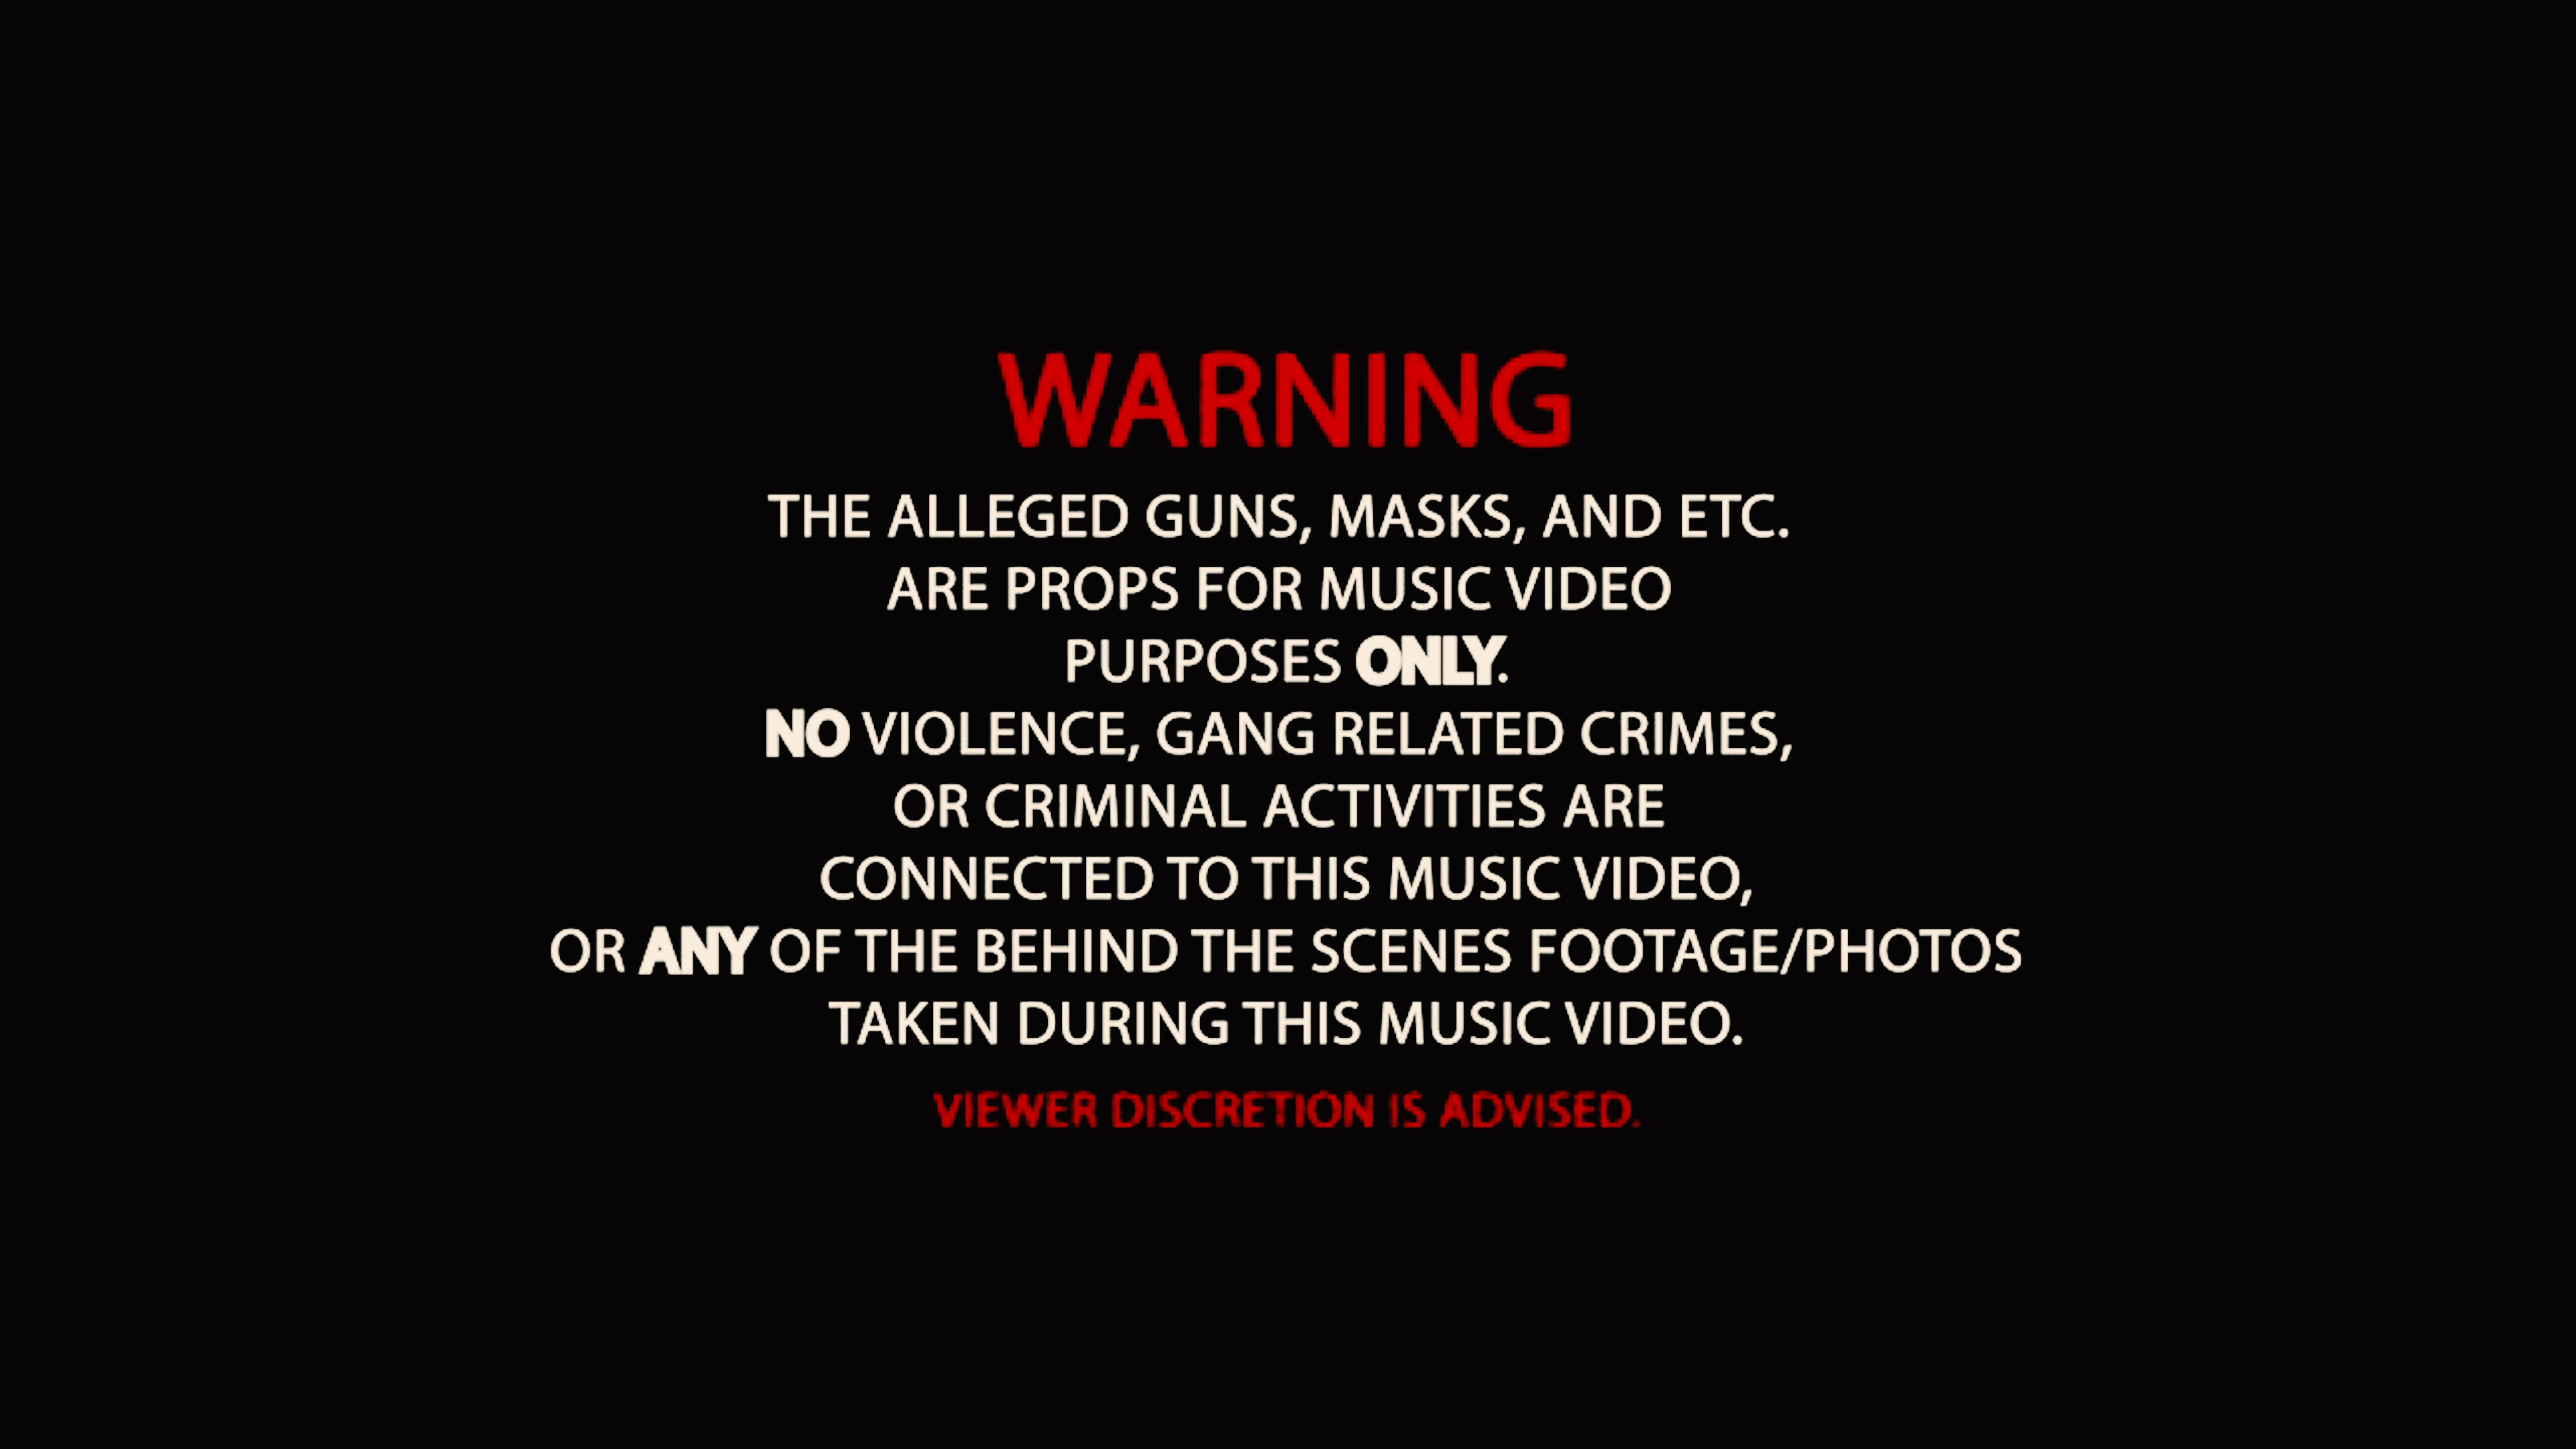 WARNING
THE ALLEGED GUNS, MASKS, AND ETC.
ARE PROPS FOR MUSIC VIDEO
PURPOSES ONLY.
NO VIOLENCE, GANG RELATED CRIMES,
OR CRIMINAL ACTIVITIES ARE
CONNECTED TO THIS MUSIC VIDEO,
OR ANY OF THE BEHIND THE SCENES FOOTAGE/PHOTOS
TAKEN DURING THIS MUSIC VIDEO.
VIEWER DISCRETION IS ADVISED.